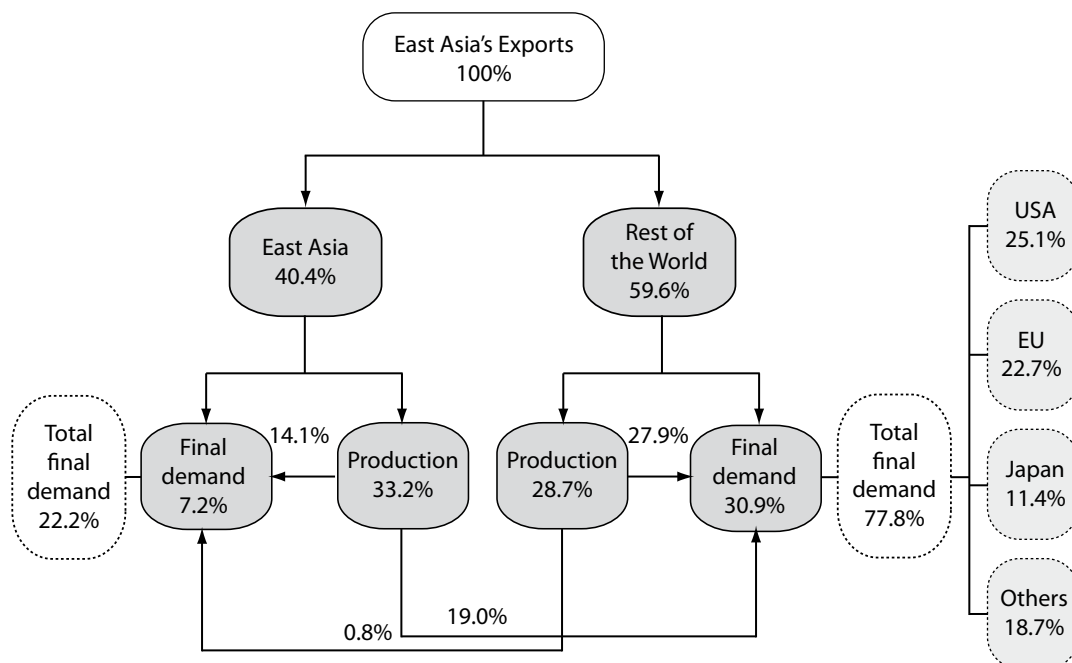 East Asia’s Exports
100%
East Asia
40.4%
Rest of
the World
59.6%
USA
25.1%
EU
22.7%
Japan
11.4%
Others
18.7%
Total
final
demand
22.2%
Final
demand
7.2%
14.1%
Production
33.2%
Production
28.7%
27.9%
Final
demand
30.9%
Total
final
demand
77.8%
0.8%
19.0%